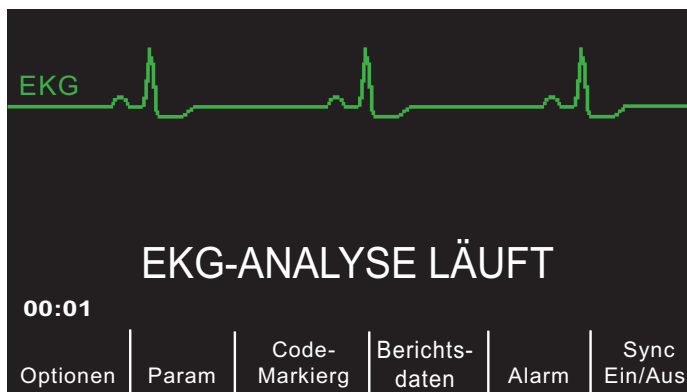 EKG
EKG-ANALYSE LÄUFT
00:01
Optionen
Param
Code-
Markierg
Berichts-
daten
Alarm
Sync
Ein/Aus